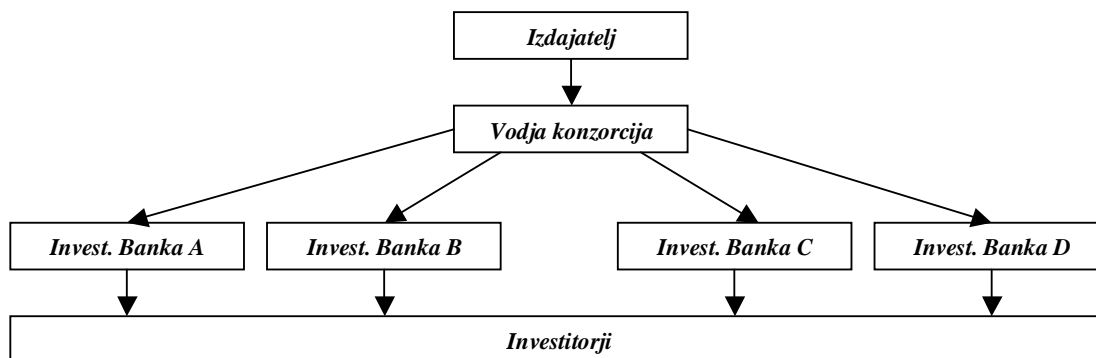 Izdajatelj
Vodja konzorcija
Invest. Banka A
Invest. Banka B
Invest. Banka C
Invest. Banka D
Investitorji